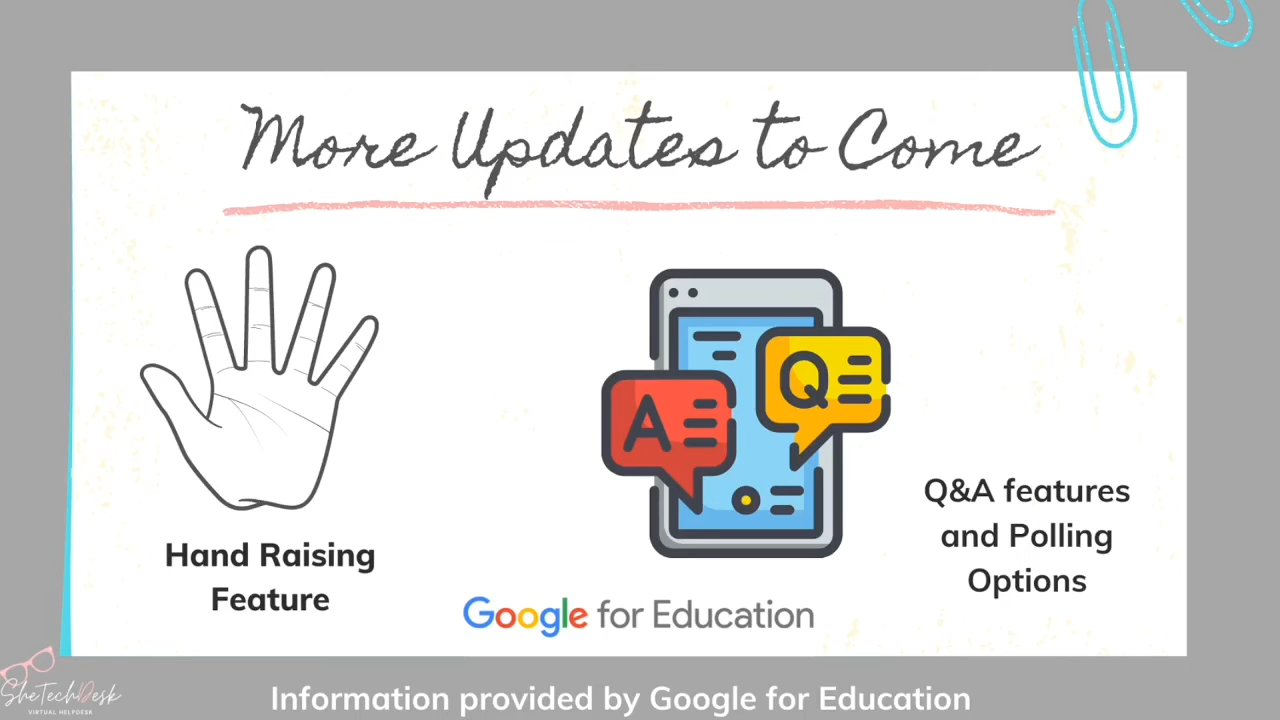 More Updates to Come
A
Q
Hand Raising
Feature
Q&A features
and Polling
Options
Google for Education
SheTechDesk
VIRTUAL HELPDESK
Information provided by Google for Education